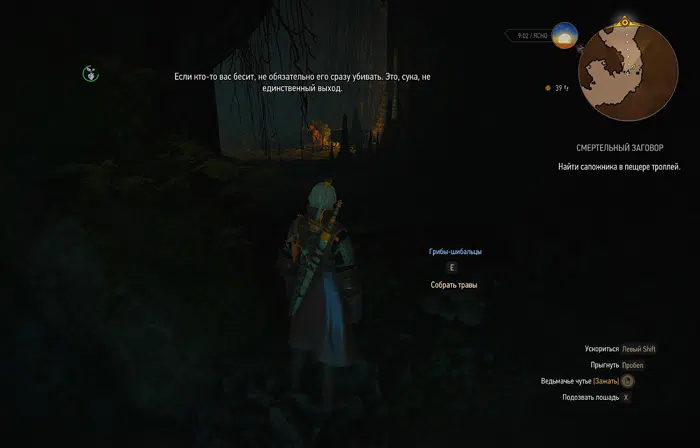 9:02 / ЯСНО
Если кто-то вас бесит, не обязательно его сразу убивать. Это, сука, не
единственный выход.
39
СМЕРТЕЛЬНЫЙ ЗАГОВОР
Найти сапожника в пещере троллей.
Грибы-шибальцы
E
Собрать травы
Ускориться Левый Shift
Прыгнуть Пробел
Ведьмачье чутье [Зажать]
Подозвать лошадь X